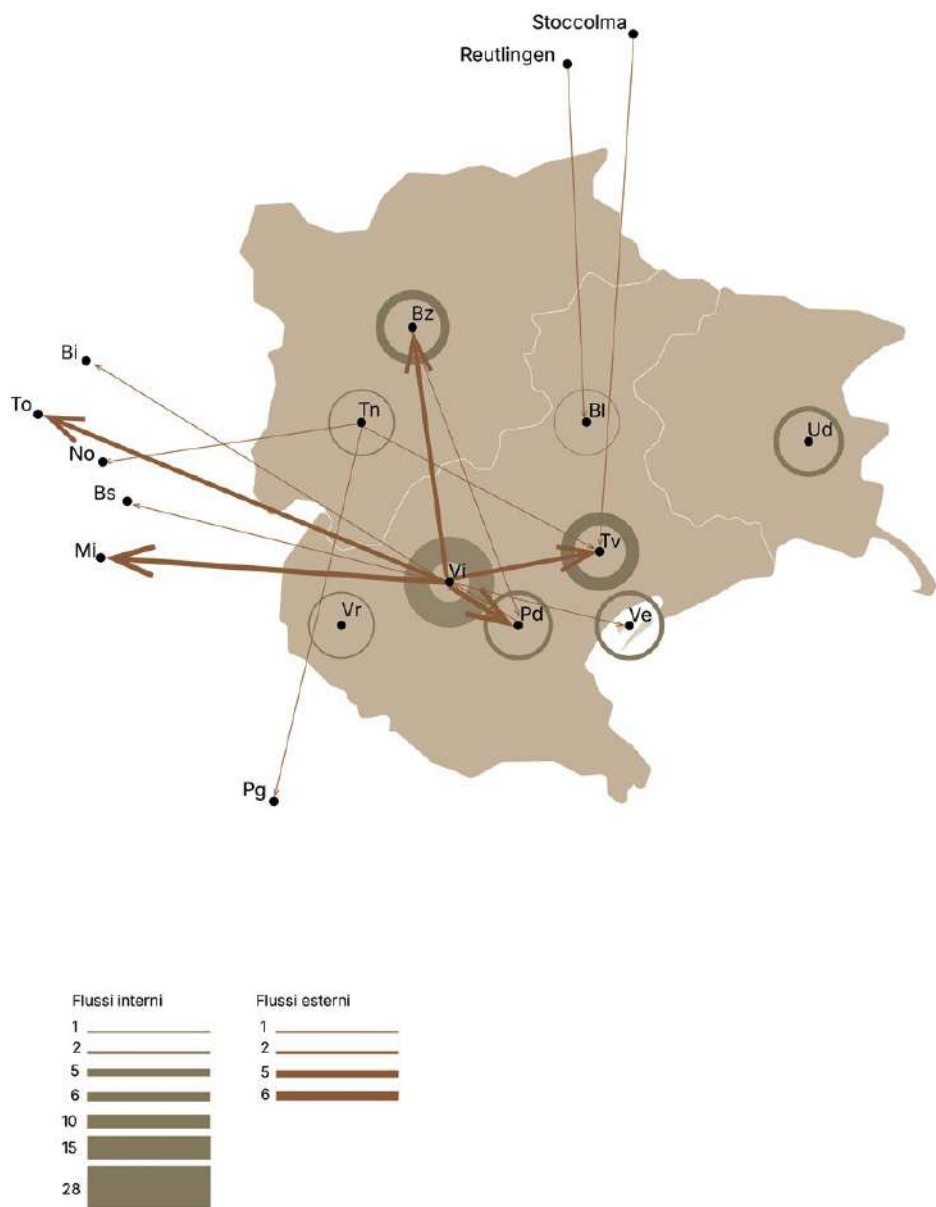 Stoccolma
Reutlingen
Bz
Bi
To
Tn
Bl
Ud
No
Bs
Mi
Tv
Vi
Vr
Pd
Ve
Pg
Flussi interni
1
2
5
6
10
15
28
Flussi esterni
1
2
5
6